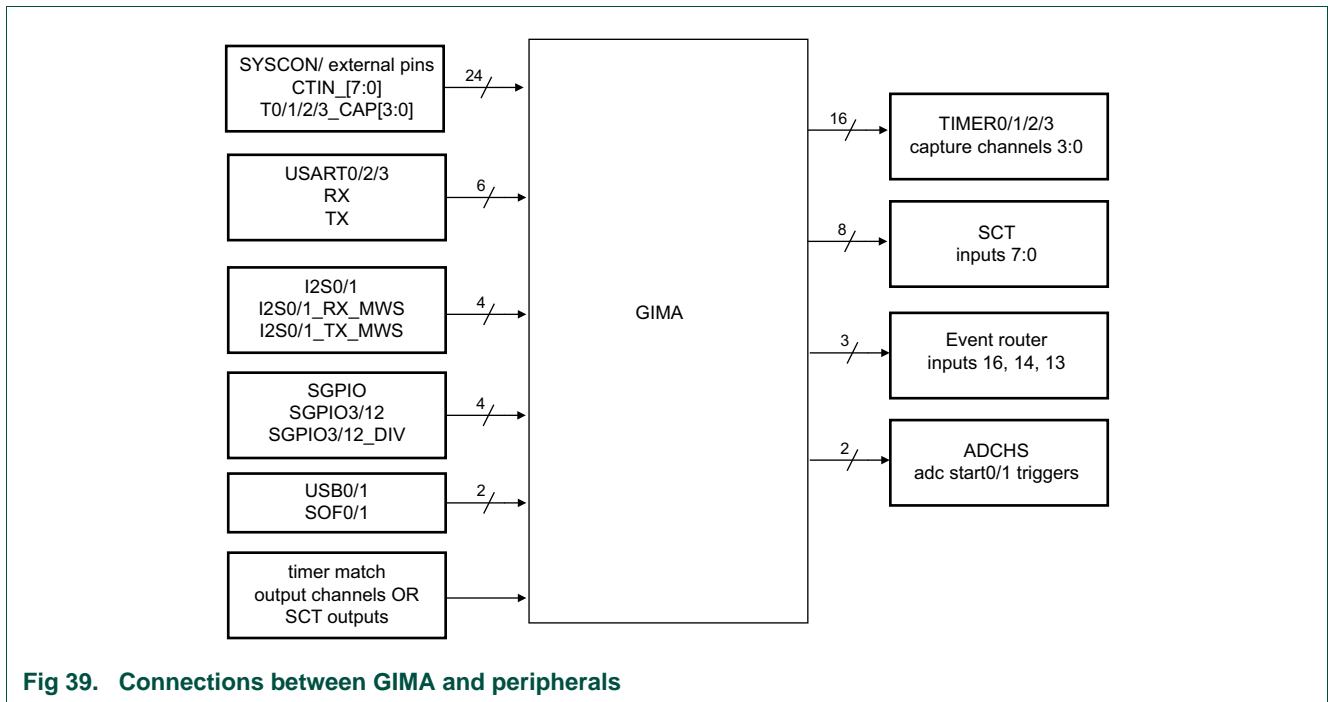 SYSCON/ external pins
CTIN_[7:0]
T0/1/2/3_CAP[3:0]
24
USART0/2/3
RX
TX
6
I2S0/1
I2S0/1_RX_MWS
I2S0/1_TX_MWS
4
SGPIO
SGPIO3/12
SGPIO3/12_DIV
4
USB0/1
SOF0/1
2
timer match
output channels OR
SCT outputs
GIMA
16
TIMER0/1/2/3
capture channels 3:0
8
SCT
inputs 7:0
3
Event router
inputs 16, 14, 13
2
ADCHS
adc start0/1 triggers
Fig 39. Connections between GIMA and peripherals